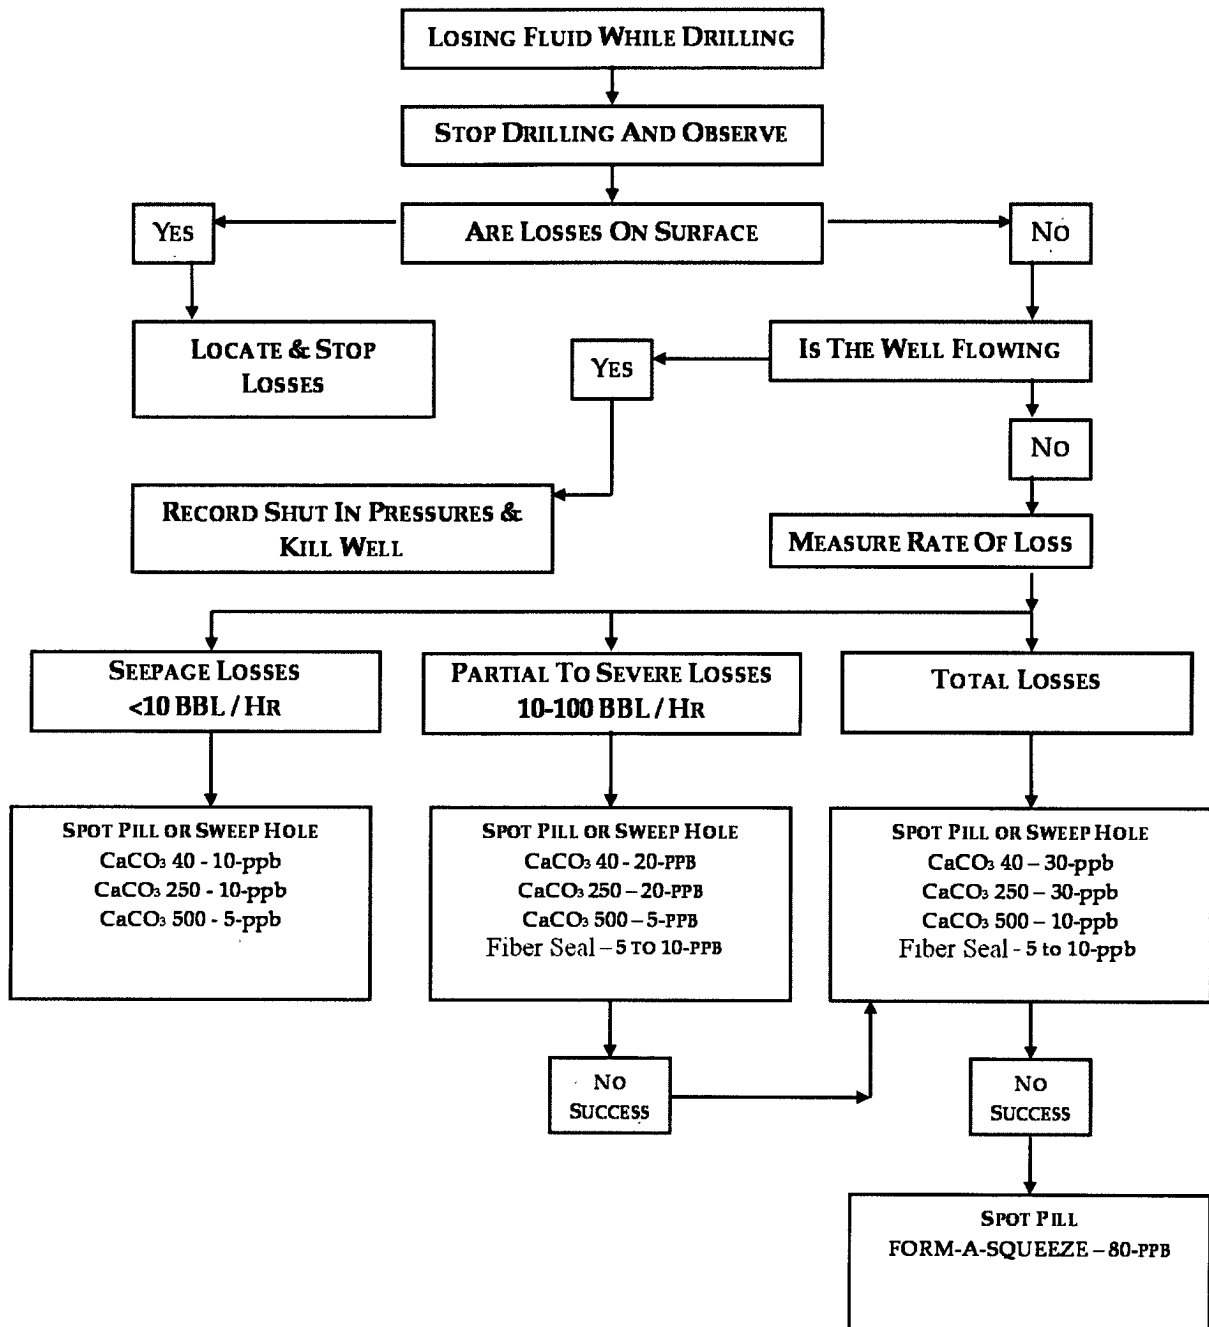 LOSING FLUID WHILE DRILLING
STOP DRILLING AND OBSERVE
YES
ARE LOSSES ON SURFACE
NO
LOCATE & STOP
LOSSES
YES
IS THE WELL FLOWING
NO
RECORD SHUT IN PRESSURES &
KILL WELL
MEASURE RATE OF LOSS
SEEPAGE LOSSES
<10 BBL / HR
PARTIAL TO SEVERE LOSSES
10-100 BBL / HR
TOTAL LOSSES
SPOT PILL OR SWEEP HOLE
CaCO₃ 40 - 10-ppb
CaCO₃ 250 - 10-ppb
CaCO₃ 500 - 5-ppb
SPOT PILL OR SWEEP HOLE
CaCO₃ 40 - 20-PPB
CaCO₃ 250 – 20-PPB
CaCO₃ 500 – 5-PPB
Fiber Seal – 5 TO 10-PPB
SPOT PILL OR SWEEP HOLE
CaCO₃ 40 – 30-ppb
CaCO₃ 250 – 30-ppb
CaCO₃ 500 – 10-ppb
Fiber Seal - 5 to 10-ppb
NO
SUCCESS
NO
SUCCESS
SPOT PILL
FORM-A-SQUEEZE – 80-PPB